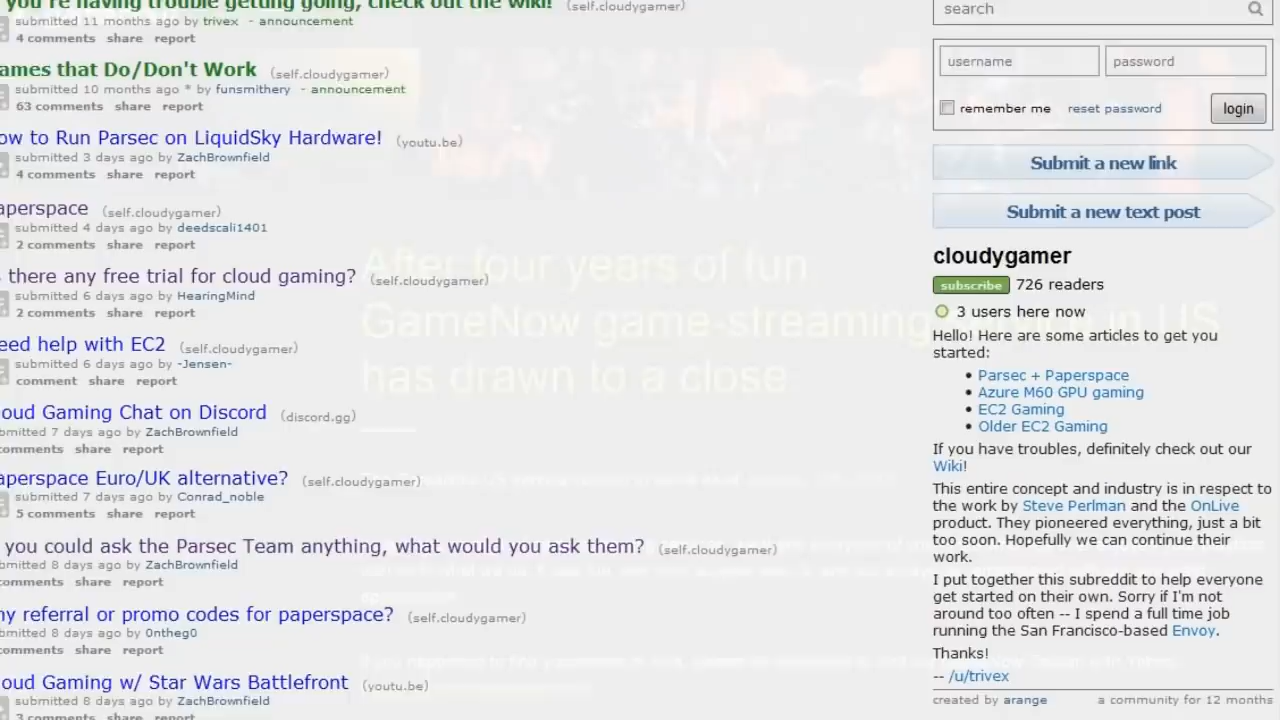 you're having trouble getting going, check out the wiki! (self.cloudygamer)
submitted 11 months ago by trivex - announcement
4 comments share report
ames that Do/Don't Work (self.cloudygamer)
submitted 10 months ago * by funsmithery - announcement
63 comments share report
ow to Run Parsec on LiquidSky Hardware! (youtu.be)
submitted 3 days ago by ZachBrownfield
4 comments share report
aperspace (self.cloudygamer)
submitted 4 days ago by deedscali1401
2 comments share report
there any free trial for cloud gaming? (self.cloudygamer)
submitted 6 days ago by HearingMind
2 comments share report
eed help with EC2 (self.cloudygamer)
submitted 6 days ago by -Jensen-
comment share report
oud Gaming Chat on Discord (discord.gg)
bmitted 7 days ago by ZachBrownfield
omments share report
aperspace Euro/UK alternative? (self.cloudygamer)
submitted 7 days ago by Conrad_noble
5 comments share report
you could ask the Parsec Team anything, what would you ask them? (self.cloudygamer)
bmitted 8 days ago by ZachBrownfield
omments share report
ny referral or promo codes for paperspace? (self.cloudygamer)
bmitted 8 days ago by 0ntheg0
omments share report
oud Gaming w/ Star Wars Battlefront (youtu.be)
submitted 8 days ago by ZachBrownfield
3 comments share report
After four years of fun
GameNow game-streaming in US
has drawn to a close
search
username password
remember me reset password login
Submit a new link
Submit a new text post
cloudygamer
subscribe 726 readers
3 users here now
Hello! Here are some articles to get you
started:
• Parsec + Paperspace
• Azure M60 GPU gaming
• EC2 Gaming
• Older EC2 Gaming
If you have troubles, definitely check out our
Wiki!
This entire concept and industry is in respect to
the work by Steve Perlman and the OnLive
product. They pioneered everything, just a bit
too soon. Hopefully we can continue their
work.
I put together this subreddit to help everyone
get started on their own. Sorry if I'm not
around too often -- I spend a full time job
running the San Francisco-based Envoy.
Thanks!
-- /u/trivex
created by arange a community for 12 months